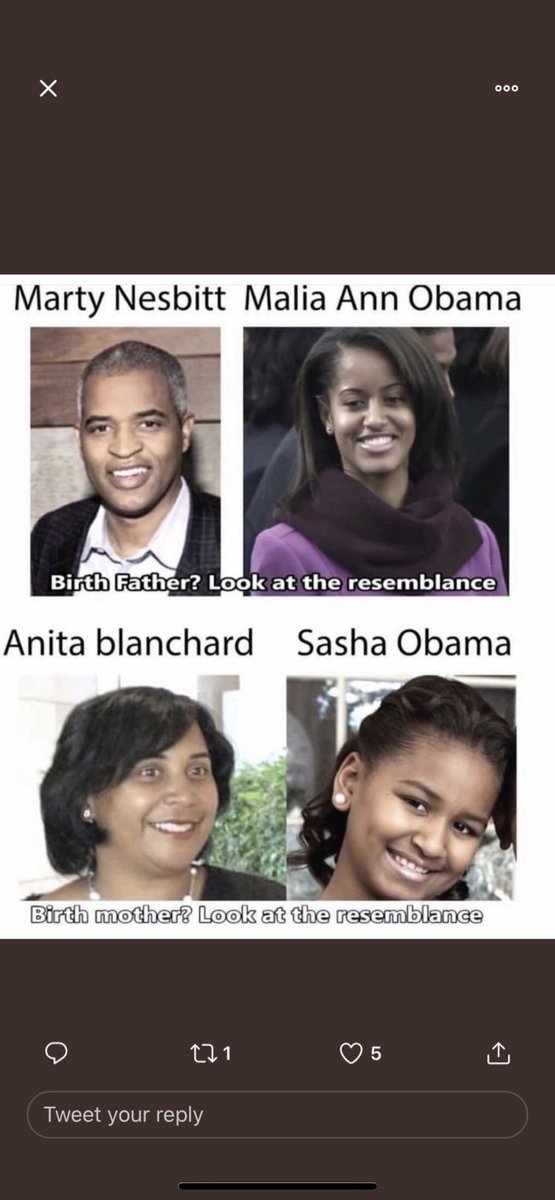 Marty Nesbitt Malia Ann Obama
Birth Father? Look at the resemblance
Anita blanchard Sasha Obama
Birth mother? Look at the resemblance
1 5
Tweet your reply